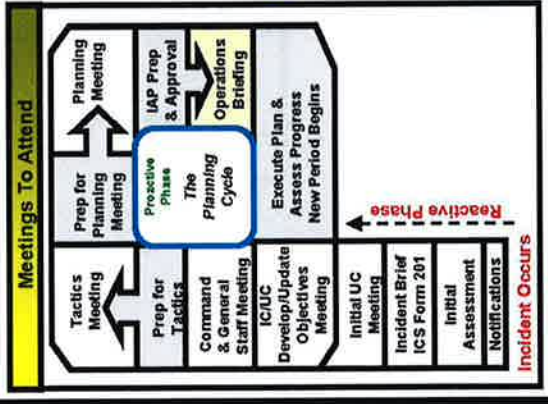 Meetings To Attend
Tactics
Meeting
Prep for
Planning
Meeting
Planning
Meeting
Prep for
Tactics
Proactive
Phase
The
Planning
Cycle
IAP Prep
& Approval
Command
& General
Staff Meeting
Operations
Briefing
IC/UC
Develop/Update
Objectives
Meeting
Execute Plan &
Assess Progress
New Period Begins
Initial UC
Meeting
Incident Brief
ICS Form 201
Initial
Assessment
Notifications
Reactive Phase
Incident Occurs